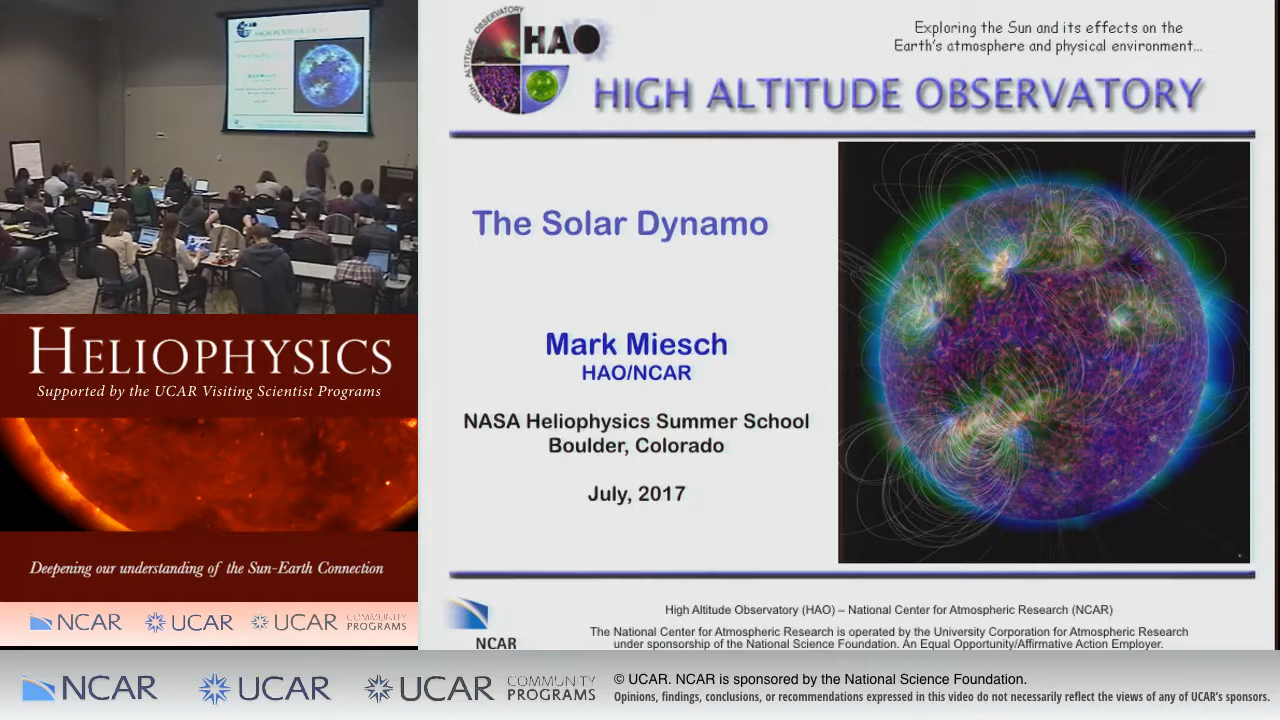 HIGH ALTITUDE OBSERVATORY
HAO
Exploring the Sun and its effects on the
Earth's atmosphere and physical environment...
HIGH ALTITUDE OBSERVATORY
The Solar Dynamo
Mark Miesch
HAO/NCAR
NASA Heliophysics Summer School
Boulder, Colorado
July, 2017
NCAR
High Altitude Observatory (HAO) – National Center for Atmospheric Research (NCAR)
The National Center for Atmospheric Research is operated by the University Corporation for Atmospheric Research
under sponsorship of the National Science Foundation. An Equal Opportunity/Affirmative Action Employer.
HELIOPHYSICS
Supported by the UCAR Visiting Scientist Programs
Deepening our understanding of the Sun-Earth Connection
NCAR
UCAR
UCAR
COMMUNITY
PROGRAMS
NCAR
UCAR
UCAR
COMMUNITY
PROGRAMS
© UCAR. NCAR is sponsored by the National Science Foundation.
Opinions, findings, conclusions, or recommendations expressed in this video do not necessarily reflect the views of any of UCAR's sponsors.